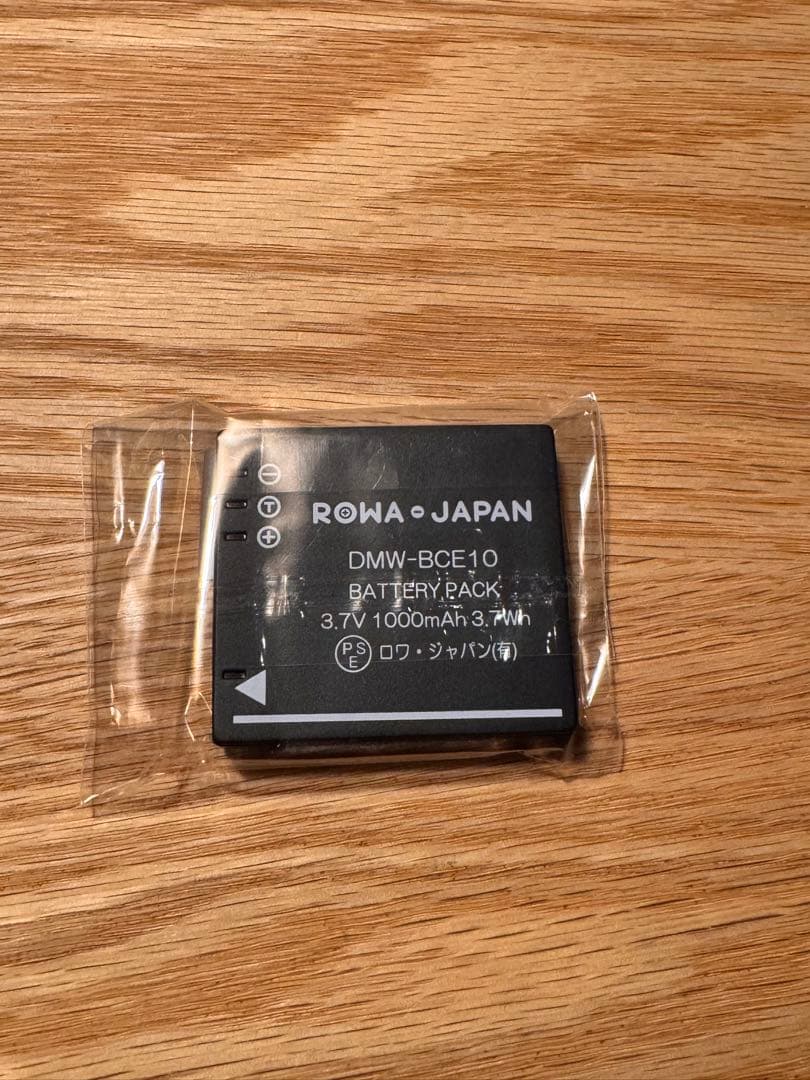 ROWA JAPAN
DMW-BCE10
BATTERY PACK
3.7V 1000mAh 3.7Wh
PSE ロワ・ジャパン(有)
T